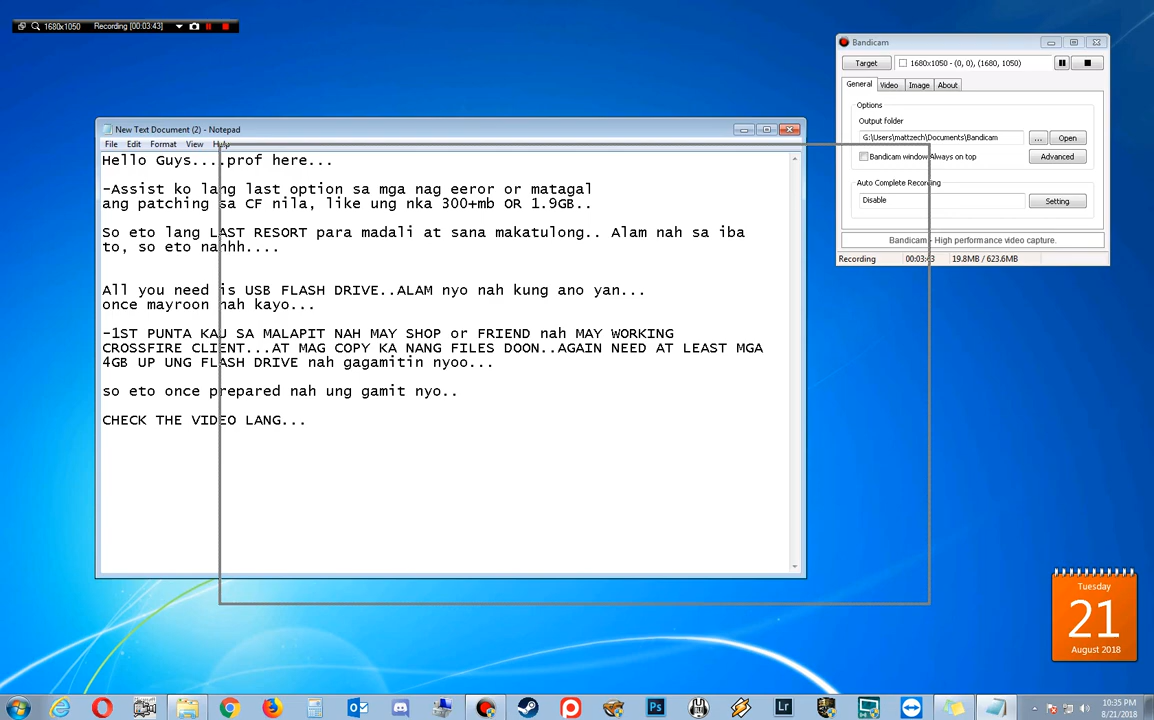 1680x1050 Recording [00:03:43]
Bandicam
Target 1680x1050 - (0, 0), (1680, 1050)
General Video Image About
Options
Output folder
G:\Users\mattzech\Documents\Bandicam ... Open
Bandicam window Always on top Advanced
Auto Complete Recording
Disable Setting
Bandicam - High performance video capture.
Recording 00:03:43 19.8MB / 623.6MB
New Text Document (2) - Notepad
File Edit Format View Help
Hello Guys....prof here...
-Assist ko lang last option sa mga nag eeror or matagal
ang patching sa CF nila, like ung nka 300+mb OR 1.9GB..
So eto lang LAST RESORT para madali at sana makatulong.. Alam nah sa iba
to, so eto nahhh....
All you need is USB FLASH DRIVE..ALAM nyo nah kung ano yan...
once mayroon nah kayo...
-1ST PUNTA KAU SA MALAPIT NAH MAY SHOP or FRIEND nah MAY WORKING
CROSSFIRE CLIENT...AT MAG COPY KA NANG FILES DOON..AGAIN NEED AT LEAST MGA
4GB UP UNG FLASH DRIVE nah gagamitin nyoo...
so eto once prepared nah ung gamit nyo..
CHECK THE VIDEO LANG...
Tuesday
21
August 2018
Ps
Lr
10:35 PM
8/21/2018